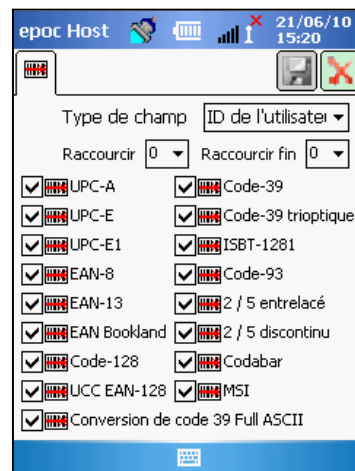 epoc Host 21/06/10
15:20
Type de champ ID de l'utilisate
Raccourcir 0 Raccourcir fin 0
UPC-A Code-39
UPC-E Code-39 trioptique
UPC-E1 ISBT-1281
EAN-8 Code-93
EAN-13 2 / 5 entrelacé
EAN Bookland 2 / 5 discontinu
Code-128 Codabar
UCC EAN-128 MSI
Conversion de code 39 Full ASCII